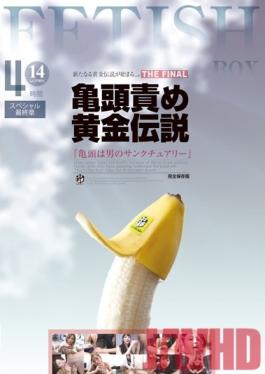 FETISH
BOX
4時間
14
スペシャル
最終章
新たなる黄金伝説が始まる。
THE FINAL
亀頭責め
黄金伝説
『亀頭は男のサンクチュアリー』
完全保存版
HD